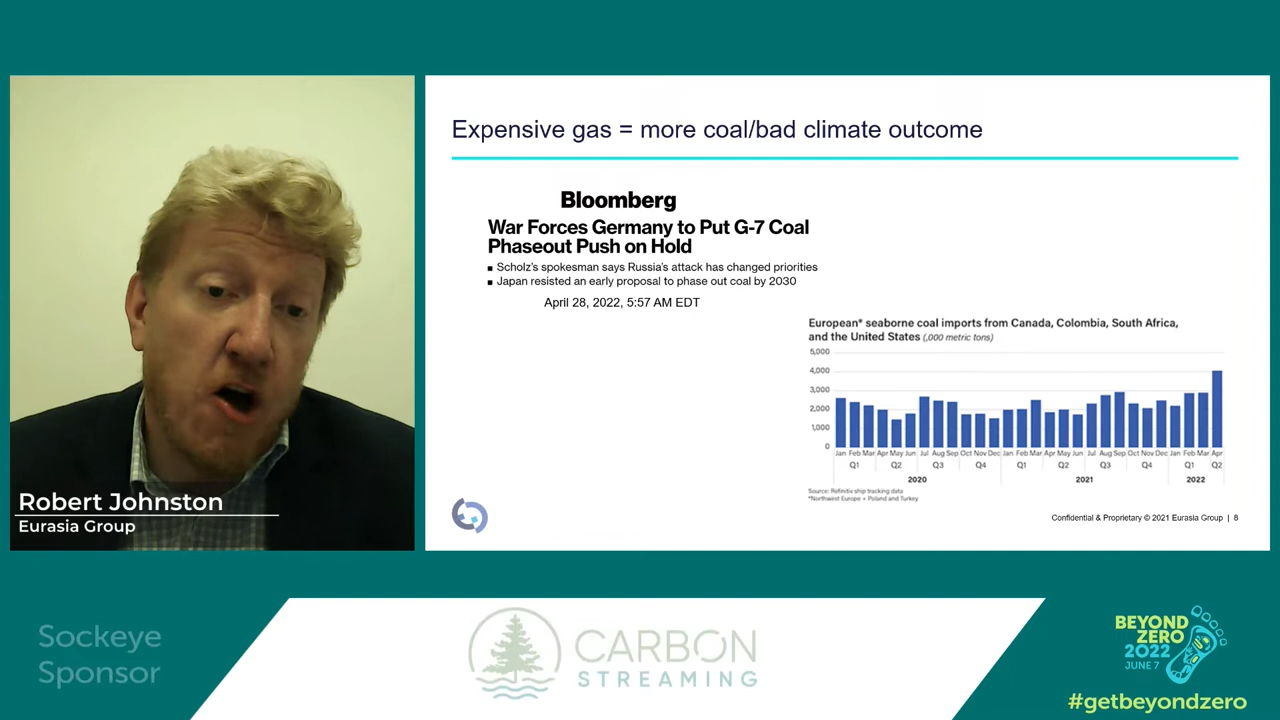 Expensive gas = more coal/bad climate outcome
Bloomberg
War Forces Germany to Put G-7 Coal
Phaseout Push on Hold
▪ Scholz's spokesman says Russia's attack has changed priorities
▪ Japan resisted an early proposal to phase out coal by 2030
April 28, 2022, 5:57 AM EDT
European* seaborne coal imports from Canada, Colombia, South Africa,
and the United States (,000 metric tons)
5,000
4,000
3,000
2,000
1,000
0
Jan Feb Mar Apr May Jun Jul Aug Sep Oct Nov Dec Jan Feb Mar Apr May Jun Jul Aug Sep Oct Nov Dec Jan Feb Mar Apr
Q1 Q2 Q3 Q4 Q1 Q2 Q3 Q4 Q1 Q2
2020 2021 2022
Source: Refinitiv ship tracking data
*Northwest Europe + Poland and Turkey
Confidential & Proprietary © 2021 Eurasia Group | 8
Robert Johnston
Eurasia Group
Sockeye
Sponsor
CARBON
STREAMING
BEYOND
ZERO
2022
JUNE 7
#getbeyondzero